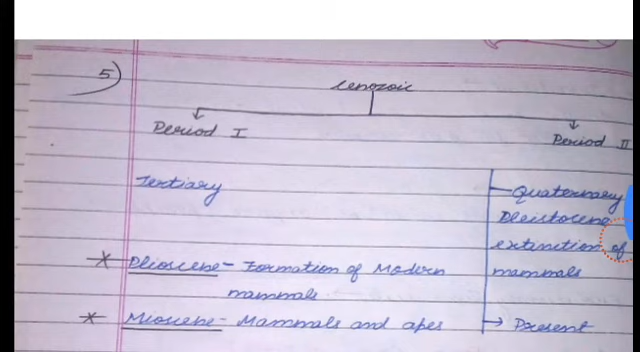 5)
Cenozoic
Period I
Period II
Tertiary
Quaternary
Pleistocene
extinction of
mammals
Present
* Pliocene - Formation of Modern
mammals
* Miocene - Mammals and apes